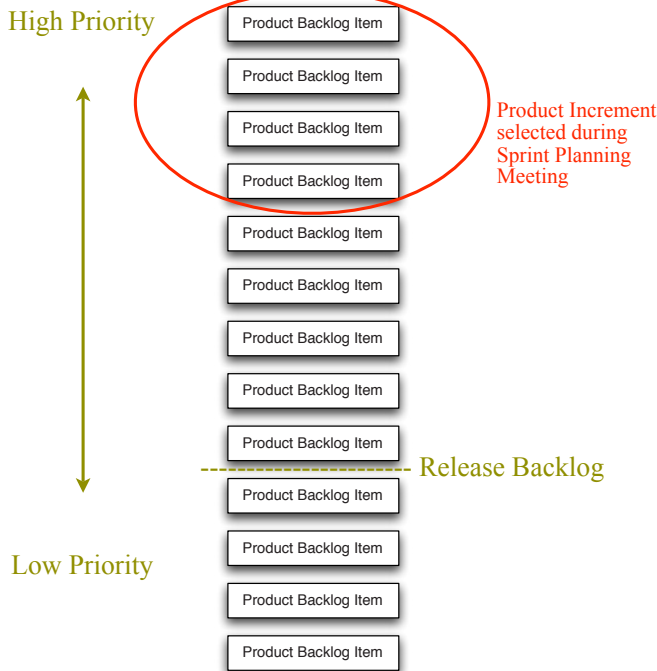 High Priority
Product Backlog Item
Product Backlog Item
Product Backlog Item
Product Backlog Item
Product Increment
selected during
Sprint Planning
Meeting
Product Backlog Item
Product Backlog Item
Product Backlog Item
Product Backlog Item
Product Backlog Item
Release Backlog
Product Backlog Item
Product Backlog Item
Low Priority
Product Backlog Item
Product Backlog Item